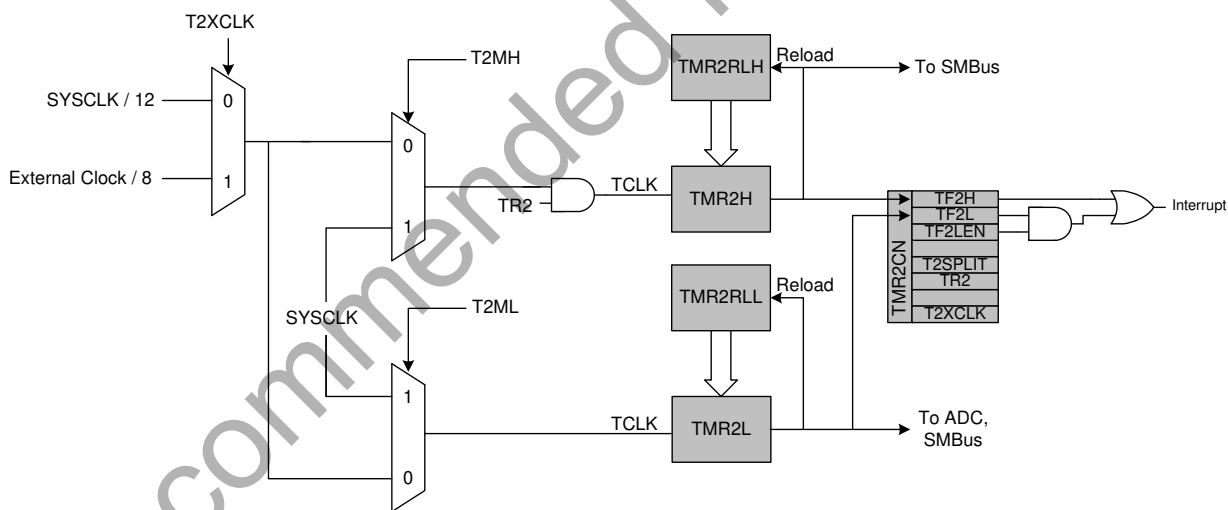 T2XCLK
SYSCLK / 12
0
External Clock / 8
1
T2MH
0
1
TR2
TCLK
TMR2RLH
Reload
To SMBus
TMR2H
SYSCLK
T2ML
1
0
TCLK
TMR2RLL
Reload
TMR2L
To ADC,
SMBus
TMR2CN
TF2H
TF2L
TF2LEN
T2SPLIT
TR2
T2XCLK
Interrupt
commended